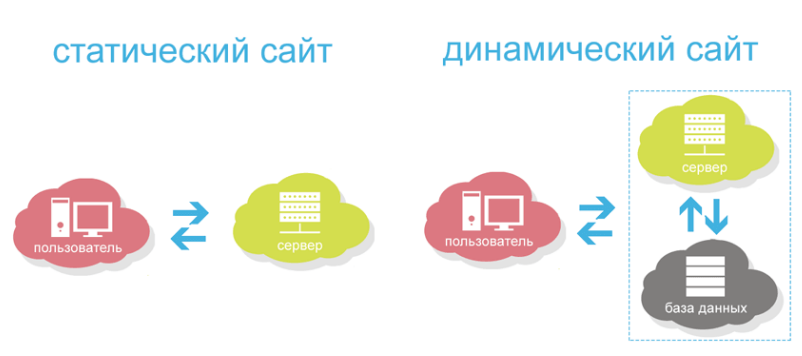 статический сайт
динамический сайт
пользователь
сервер
пользователь
сервер
база данных